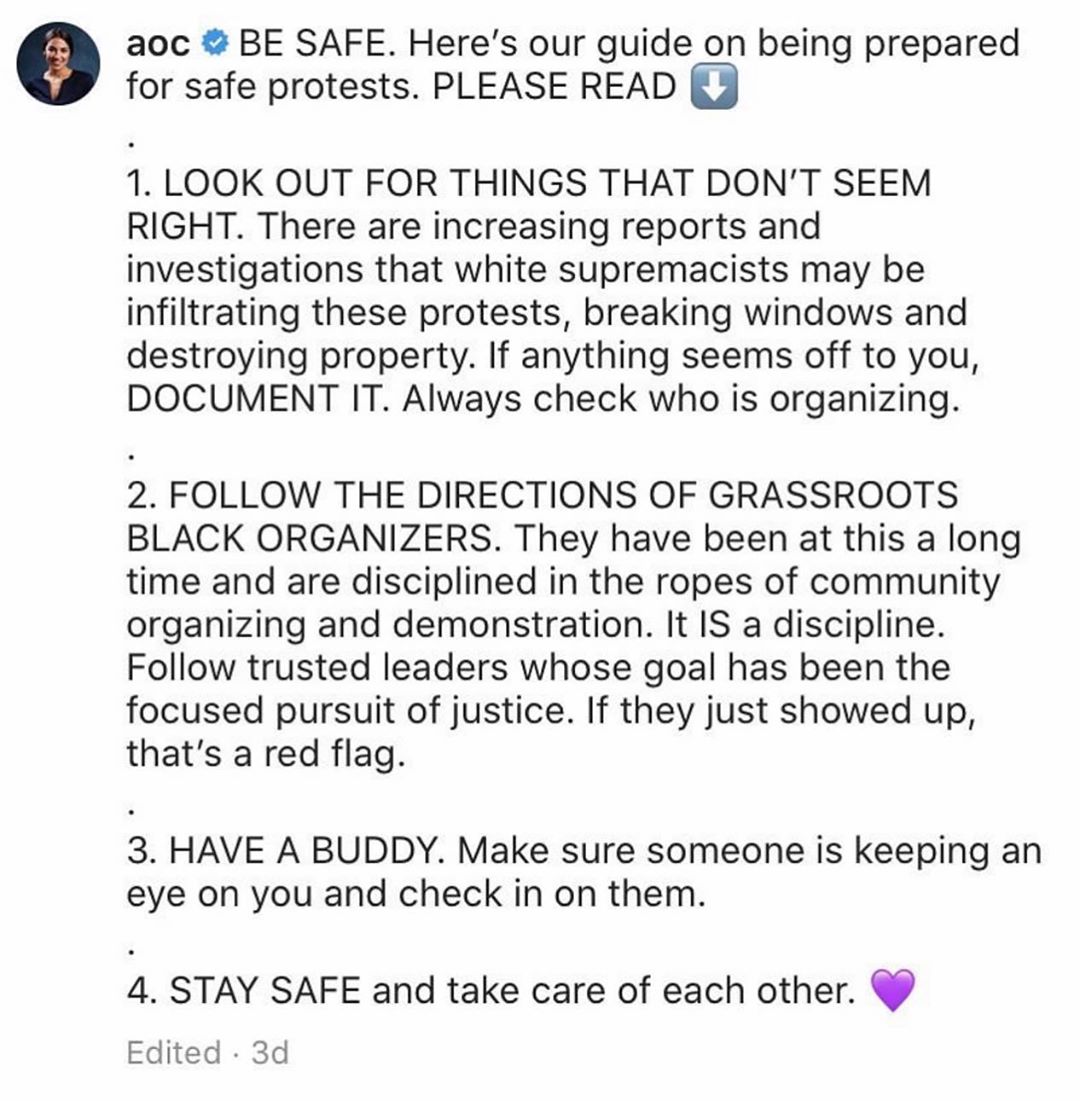 aoc BE SAFE. Here’s our guide on being prepared
for safe protests. PLEASE READ ⬇️
.
1. LOOK OUT FOR THINGS THAT DON’T SEEM
RIGHT. There are increasing reports and
investigations that white supremacists may be
infiltrating these protests, breaking windows and
destroying property. If anything seems off to you,
DOCUMENT IT. Always check who is organizing.
.
2. FOLLOW THE DIRECTIONS OF GRASSROOTS
BLACK ORGANIZERS. They have been at this a long
time and are disciplined in the ropes of community
organizing and demonstration. It IS a discipline.
Follow trusted leaders whose goal has been the
focused pursuit of justice. If they just showed up,
that’s a red flag.
.
3. HAVE A BUDDY. Make sure someone is keeping an
eye on you and check in on them.
.
4. STAY SAFE and take care of each other. 💜
Edited · 3d